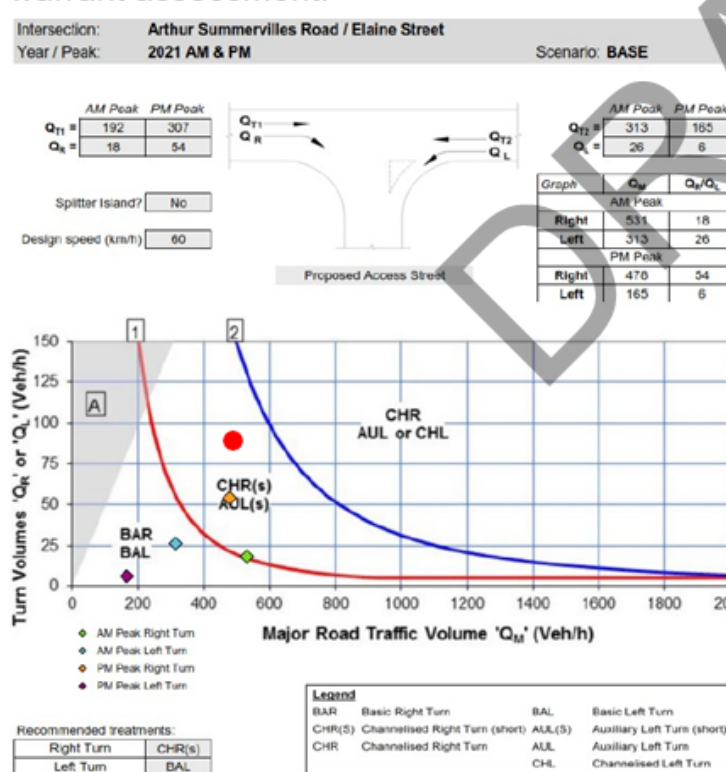 Intersection: Arthur Summervilles Road / Elaine Street
Year / Peak: 2021 AM & PM Scenario: BASE
AM Peak PM Peak
QT1 = 192 307
QR = 18 54
Splitter Island? No
Design speed (km/h) 60
QT1
QR
QT2
QL
Proposed Access Street
AM Peak PM Peak
QT2 = 313 165
QL = 26 6
Graph QM QR/QL
AM Peak
Right 531 18
Left 313 26
PM Peak
Right 478 54
Left 165 6
DRA
Turn Volumes 'QR' or 'QL' (Veh/h)
150
125
100
75
50
25
0
1
2
A
CHR
AUL or CHL
CHR(s)
AUL(s)
BAR
BAL
0 200 400 600 800 1000 1200 1400 1600 1800
Major Road Traffic Volume 'QM' (Veh/h)
AM Peak Right Turn
AM Peak Left Turn
PM Peak Right Turn
PM Peak Left Turn
Legend
BAR Basic Right Turn BAL Basic Left Turn
CHR(S) Channelised Right Turn (short) AUL(S) Auxiliary Left Turn (short)
CHR Channelised Right Turn AUL Auxiliary Left Turn
CHL Channelised Left Turn
Recommended treatments:
Right Turn CHR(s)
Left Turn BAL